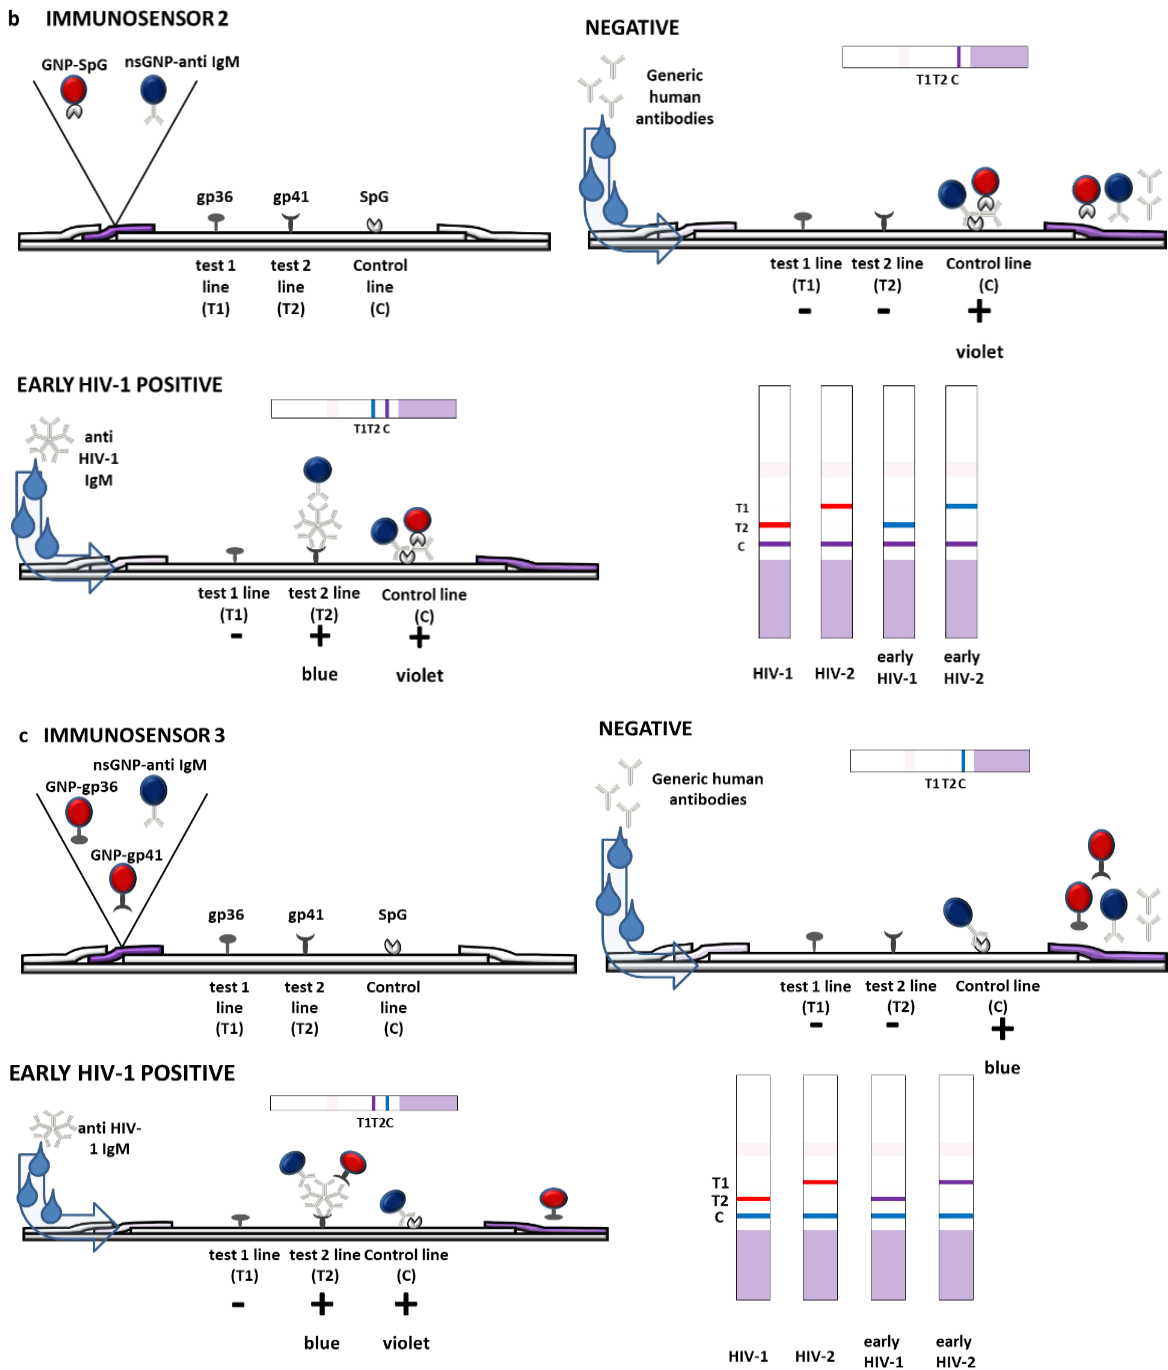 b IMMUNOSENSOR 2
GNP-SpG
nsGNP-anti IgM
gp36
gp41
SpG
test 1
line
(T1)
test 2
line
(T2)
Control
line
(C)
NEGATIVE
Generic
human
antibodies
T1T2 C
test 1 line
(T1)
-
test 2 line
(T2)
-
Control line
(C)
+
violet
EARLY HIV-1 POSITIVE
anti
HIV-1
IgM
T1T2 C
test 1 line
(T1)
-
test 2 line
(T2)
+
blue
Control line
(C)
+
violet
T1
T2
C
HIV-1
HIV-2
early
HIV-1
early
HIV-2
c IMMUNOSENSOR 3
nsGNP-anti IgM
GNP-gp36
GNP-gp41
gp36
gp41
SpG
test 1
line
(T1)
test 2
line
(T2)
Control
line
(C)
NEGATIVE
Generic human
antibodies
T1 T2 C
test 1 line
(T1)
-
test 2 line
(T2)
-
Control line
(C)
+
blue
EARLY HIV-1 POSITIVE
anti HIV-
1 IgM
T1T2C
test 1 line
(T1)
-
test 2 line
(T2)
+
blue
Control line
(C)
+
violet
T1
T2
C
HIV-1
HIV-2
early
HIV-1
early
HIV-2